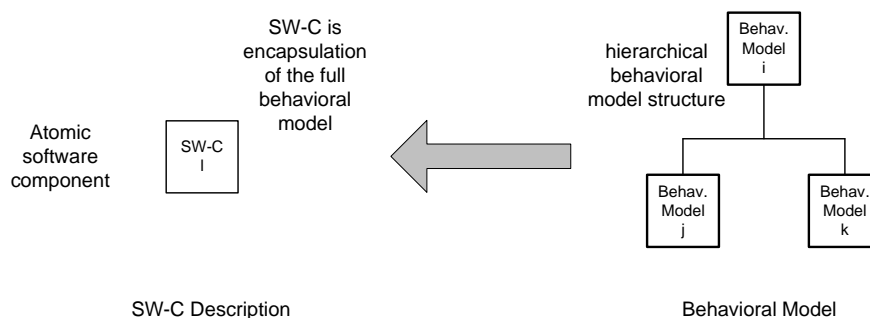 SW-C is
encapsulation
of the full
behavioral
model
Atomic
software
component
SW-C
I
hierarchical
behavioral
model structure
Behav.
Model
i
Behav.
Model
j
Behav.
Model
k
SW-C Description
Behavioral Model